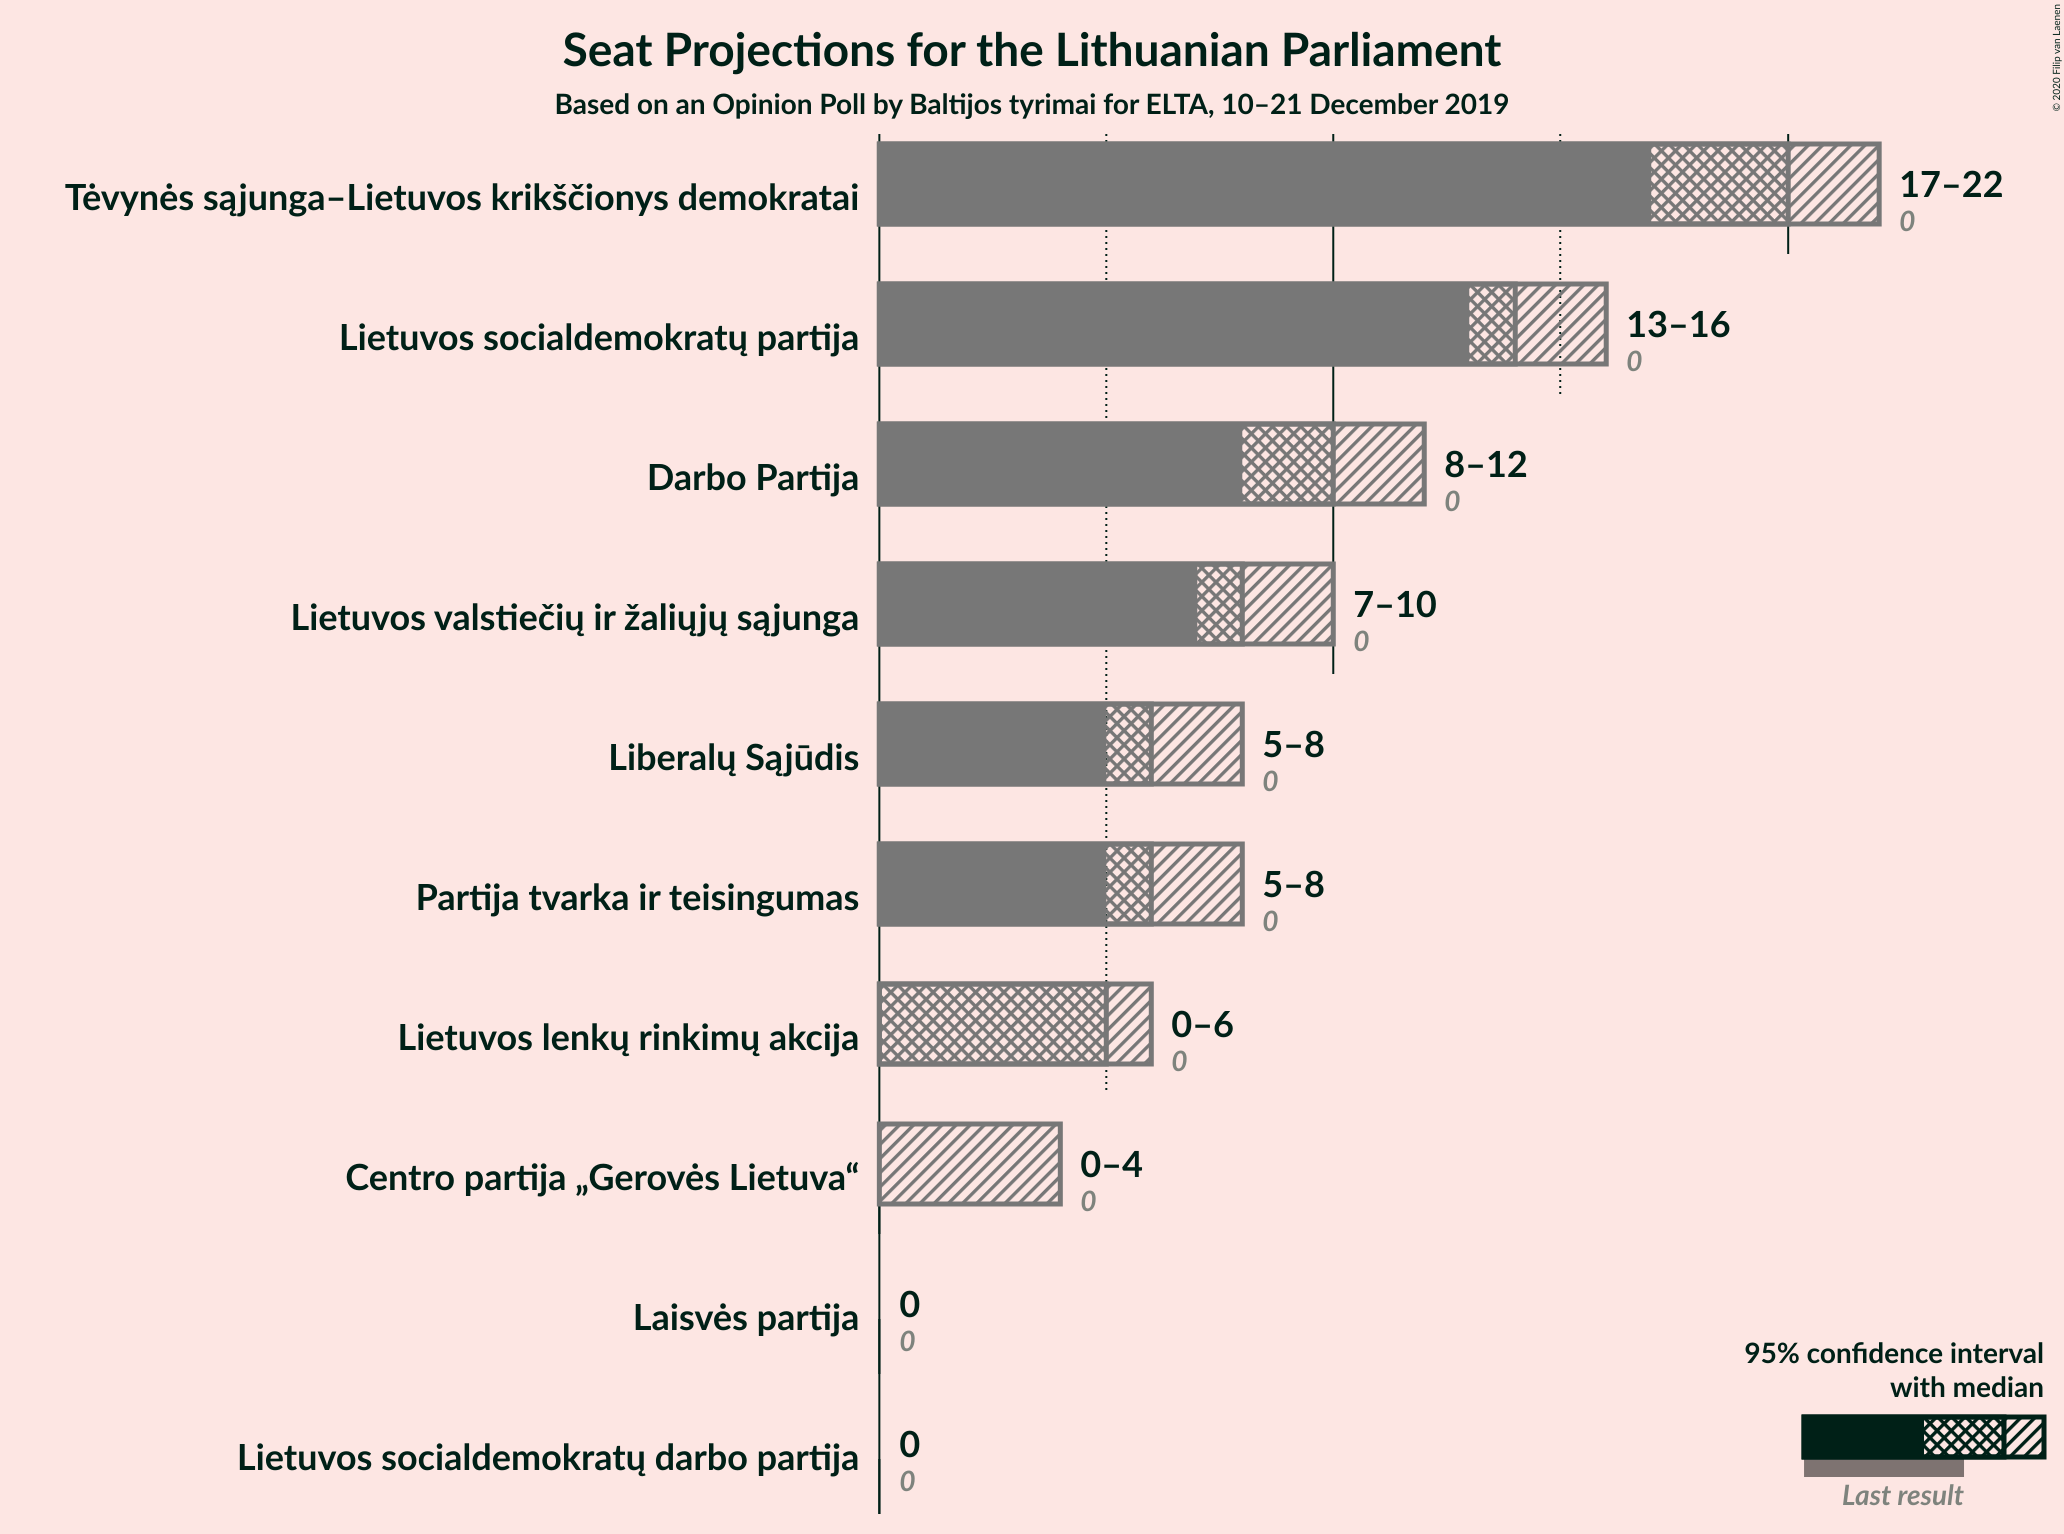 Seat Projections for the Lithuanian Parliament
Based on an Opinion Poll by Baltijos tyrimai for ELTA, 10–21 December 2019
© 2020 Filip van Laenen
Tėvynės sąjunga–Lietuvos krikščionys demokratai
17–22
0
Lietuvos socialdemokratų partija
13–16
0
Darbo Partija
8–12
0
Lietuvos valstiečių ir žaliųjų sąjunga
7–10
0
Liberalų Sąjūdis
5–8
0
Partija tvarka ir teisingumas
5–8
0
Lietuvos lenkų rinkimų akcija
0–6
0
Centro partija „Gerovės Lietuva“
0–4
0
Laisvės partija
0
0
Lietuvos socialdemokratų darbo partija
0
0
95% confidence interval
with median
Last result